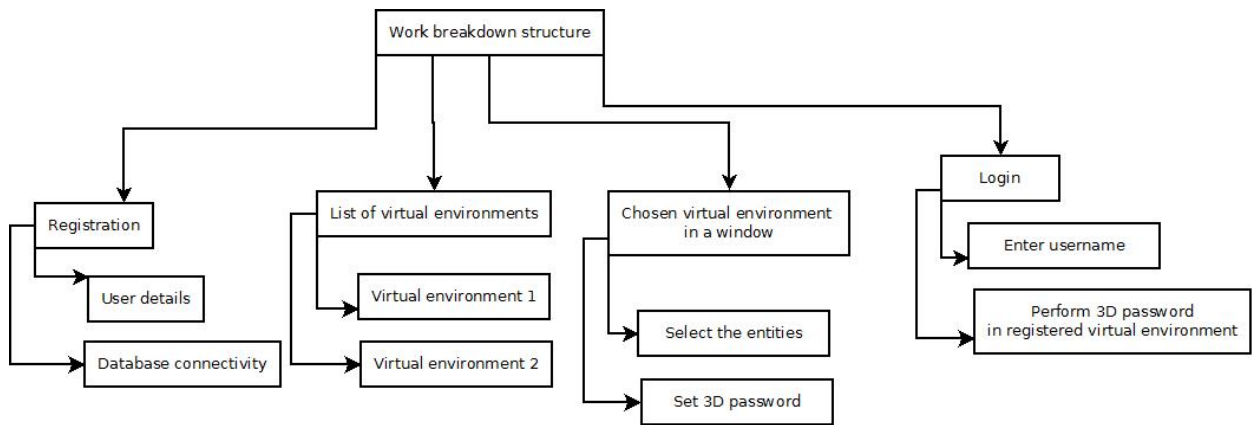 Work breakdown structure
Registration
User details
Database connectivity
List of virtual environments
Virtual environment 1
Virtual environment 2
Chosen virtual environment
in a window
Select the entities
Set 3D password
Login
Enter username
Perform 3D password
in registered virtual environment